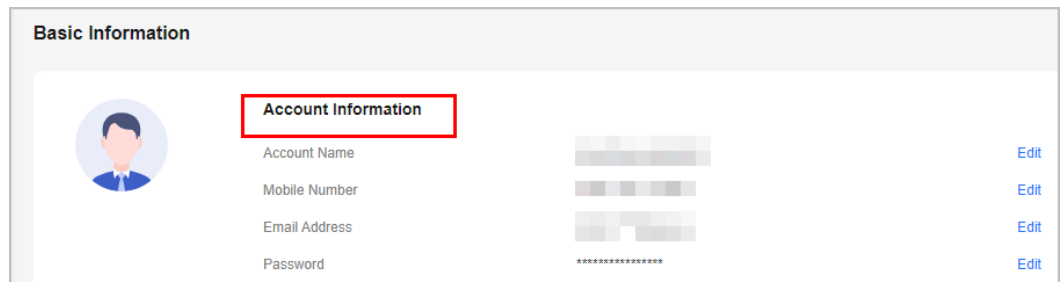 Basic Information
Account Information
Account Name
Edit
Mobile Number
Edit
Email Address
Edit
Password **************** Edit